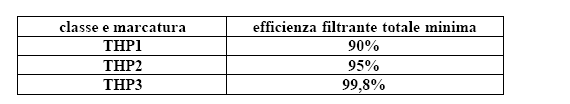 classe e marcatura efficienza filtrante totale minima
THP1 90%
THP2 95%
THP3 99,8%